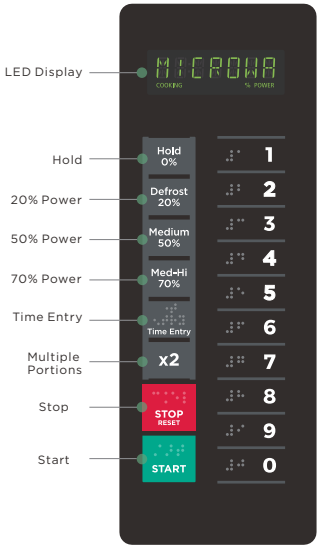 LED Display
MICROWA
COOKING
% POWER
Hold
Hold
0%
20% Power
Defrost
20%
50% Power
Medium
50%
70% Power
Med-Hi
70%
Time Entry
Time Entry
Multiple
Portions
x2
Stop
STOP
RESET
Start
START
1
2
3
4
5
6
7
8
9
0